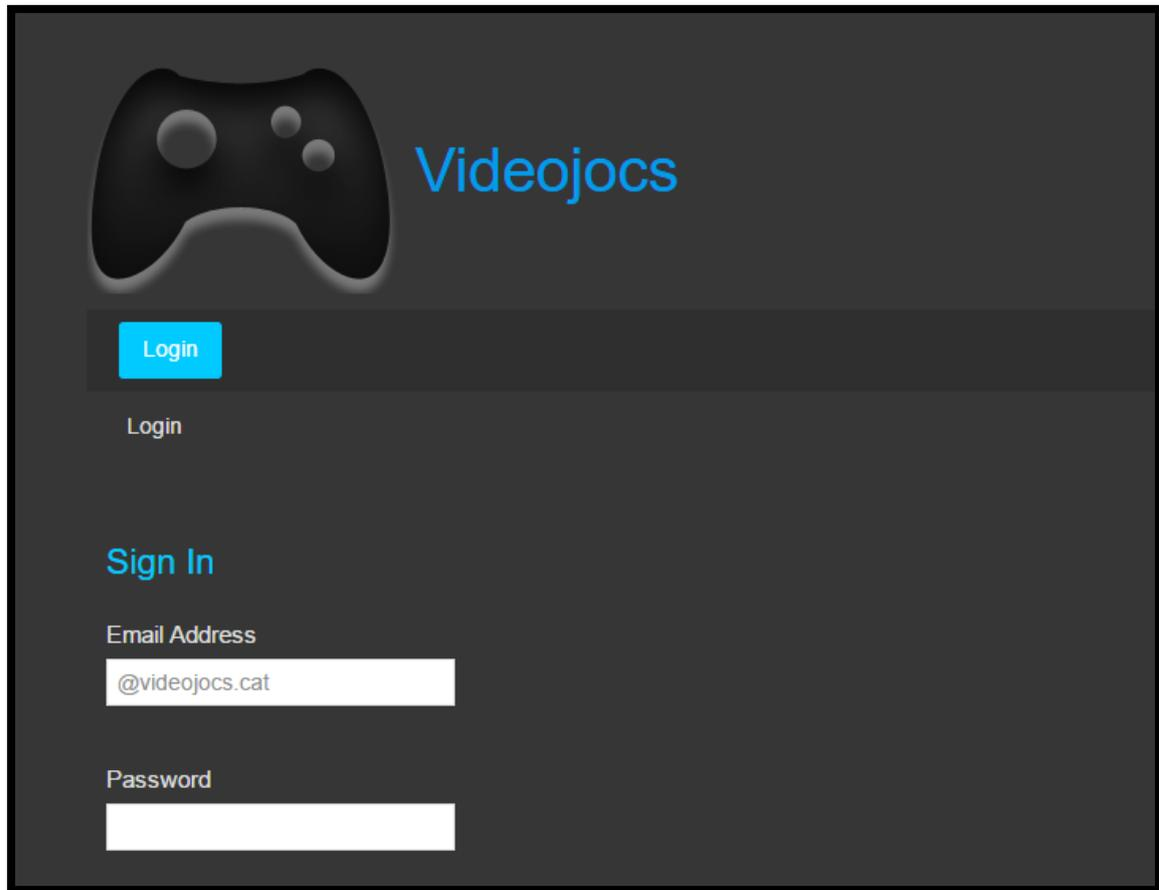 Videojocs
Login
Login
Sign In
Email Address
@videojocs.cat
Password